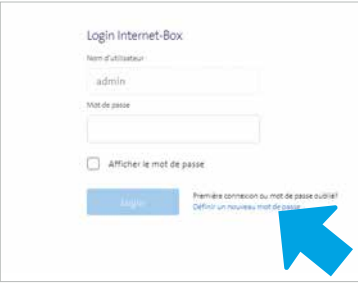 Login Internet-Box
Nom d'utilisateur
admin
Mot de passe
Afficher le mot de passe
Login
Première connexion ou mot de passe oublié?
Définir un nouveau mot de passe